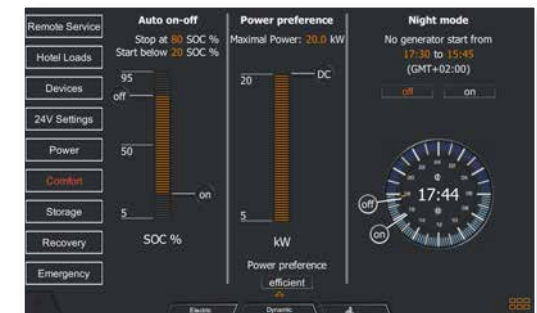 Remote Service
Hotel Loads
Devices
24V Settings
Power
Comfort
Storage
Recovery
Emergency
Auto on-off
Stop at 80 SOC %
Start below 20 SOC %
95
off
50
on
5
SOC %
Power preference
Maximal Power: 20.0 kW
20
DC
5
kW
Power preference
efficient
Night mode
No generator start from
17:30 to 15:45
(GMT+02:00)
off on
17:44
off
on
Electric
Dynamic